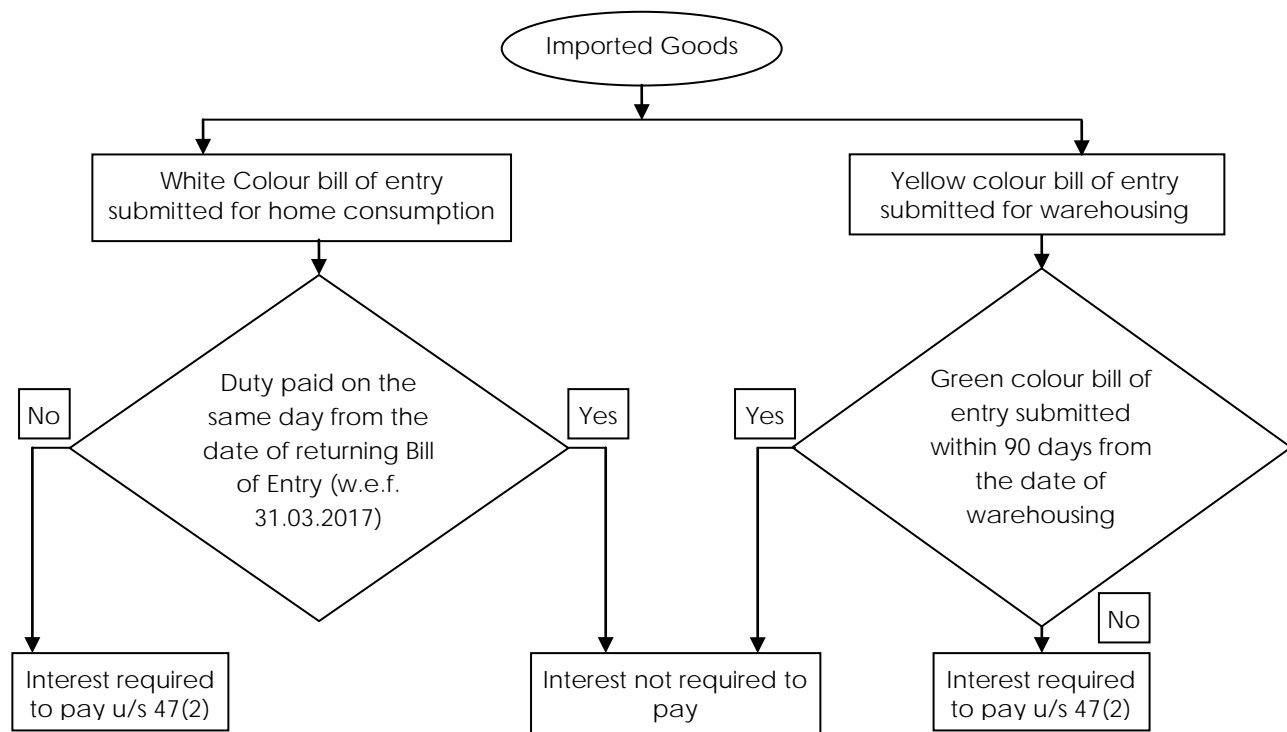 Imported Goods
White Colour bill of entry
submitted for home consumption
Yellow colour bill of entry
submitted for warehousing
Duty paid on the
same day from the
date of returning Bill
of Entry (w.e.f.
31.03.2017)
No
Yes
Yes
Green colour bill of
entry submitted
within 90 days from
the date of
warehousing
No
Interest required
to pay u/s 47(2)
Interest not required to
pay
Interest required
to pay u/s 47(2)